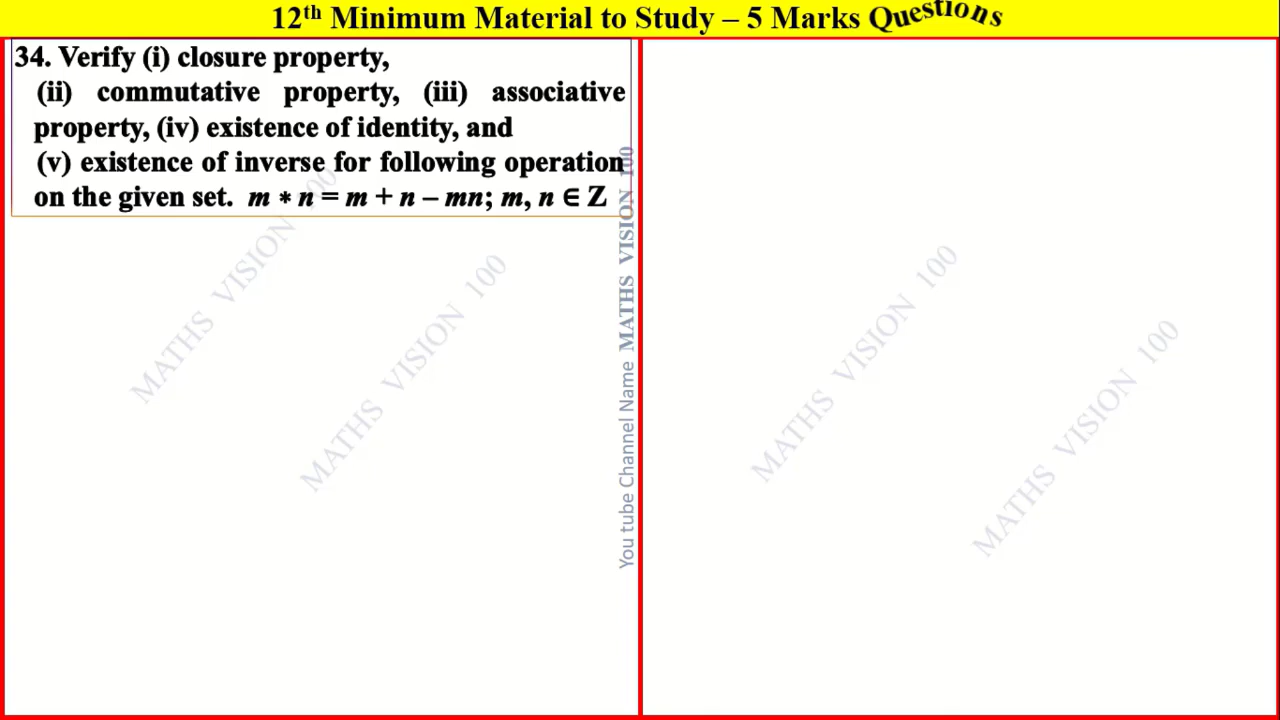 12th Minimum Material to Study – 5 Marks Questions
34. Verify (i) closure property,
(ii) commutative property, (iii) associative
property, (iv) existence of identity, and
(v) existence of inverse for following operation
on the given set. m ∗ n = m + n – mn; m, n ∈ Z
You tube Channel Name MATHS VISION 100
MATHS VISION 100
MATHS VISION 100
MATHS VISION 100
MATHS VISION 100